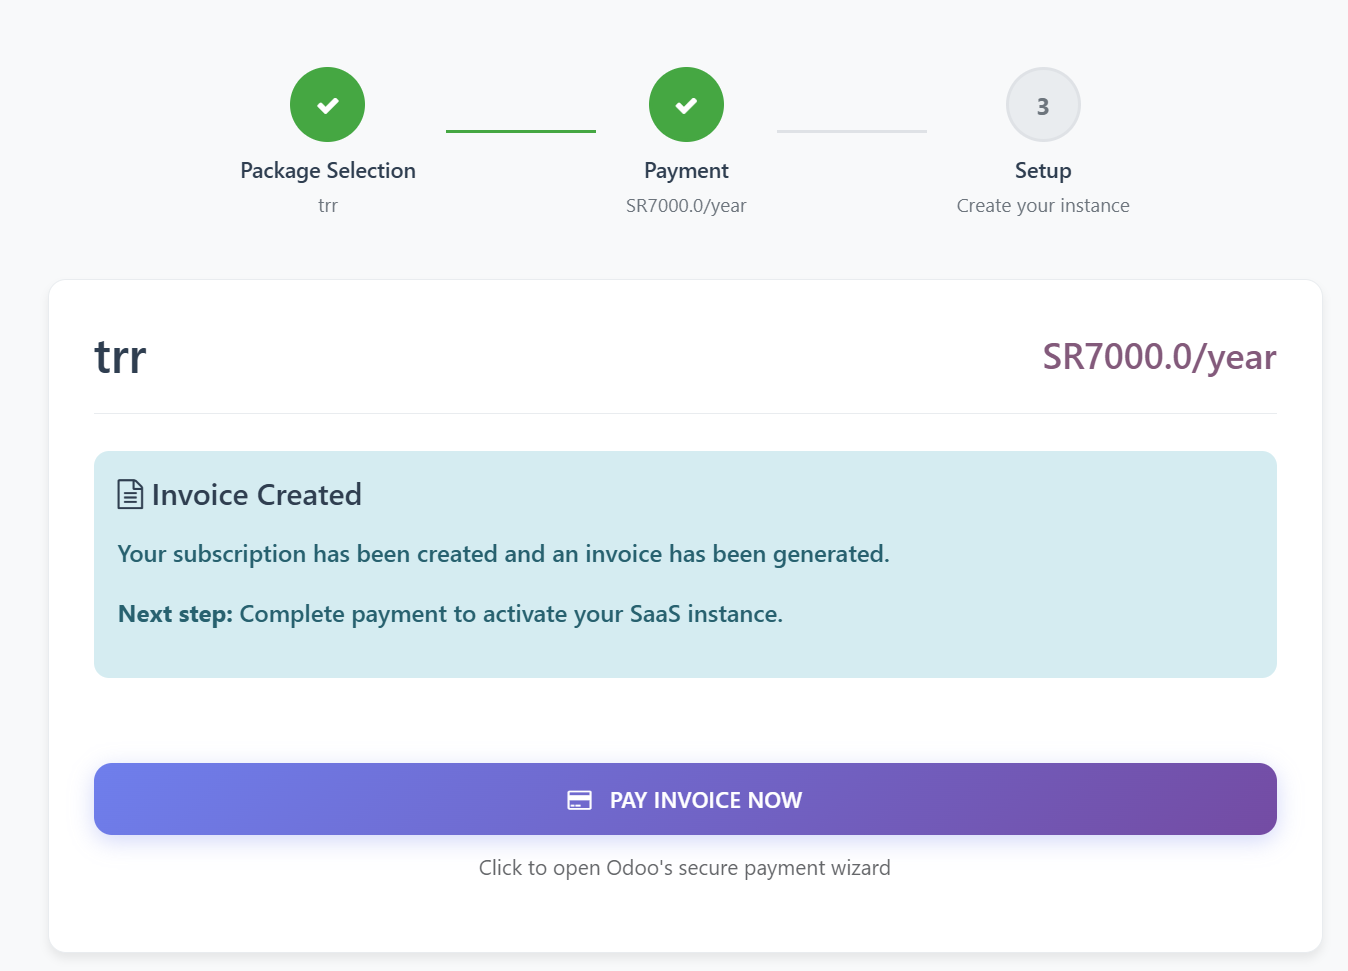 3
Package Selection
Payment
Setup
trr
SR7000.0/year
Create your instance
trr
SR7000.0/year
Invoice Created
Your subscription has been created and an invoice has been generated.
Next step: Complete payment to activate your SaaS instance.
PAY INVOICE NOW
Click to open Odoo's secure payment wizard